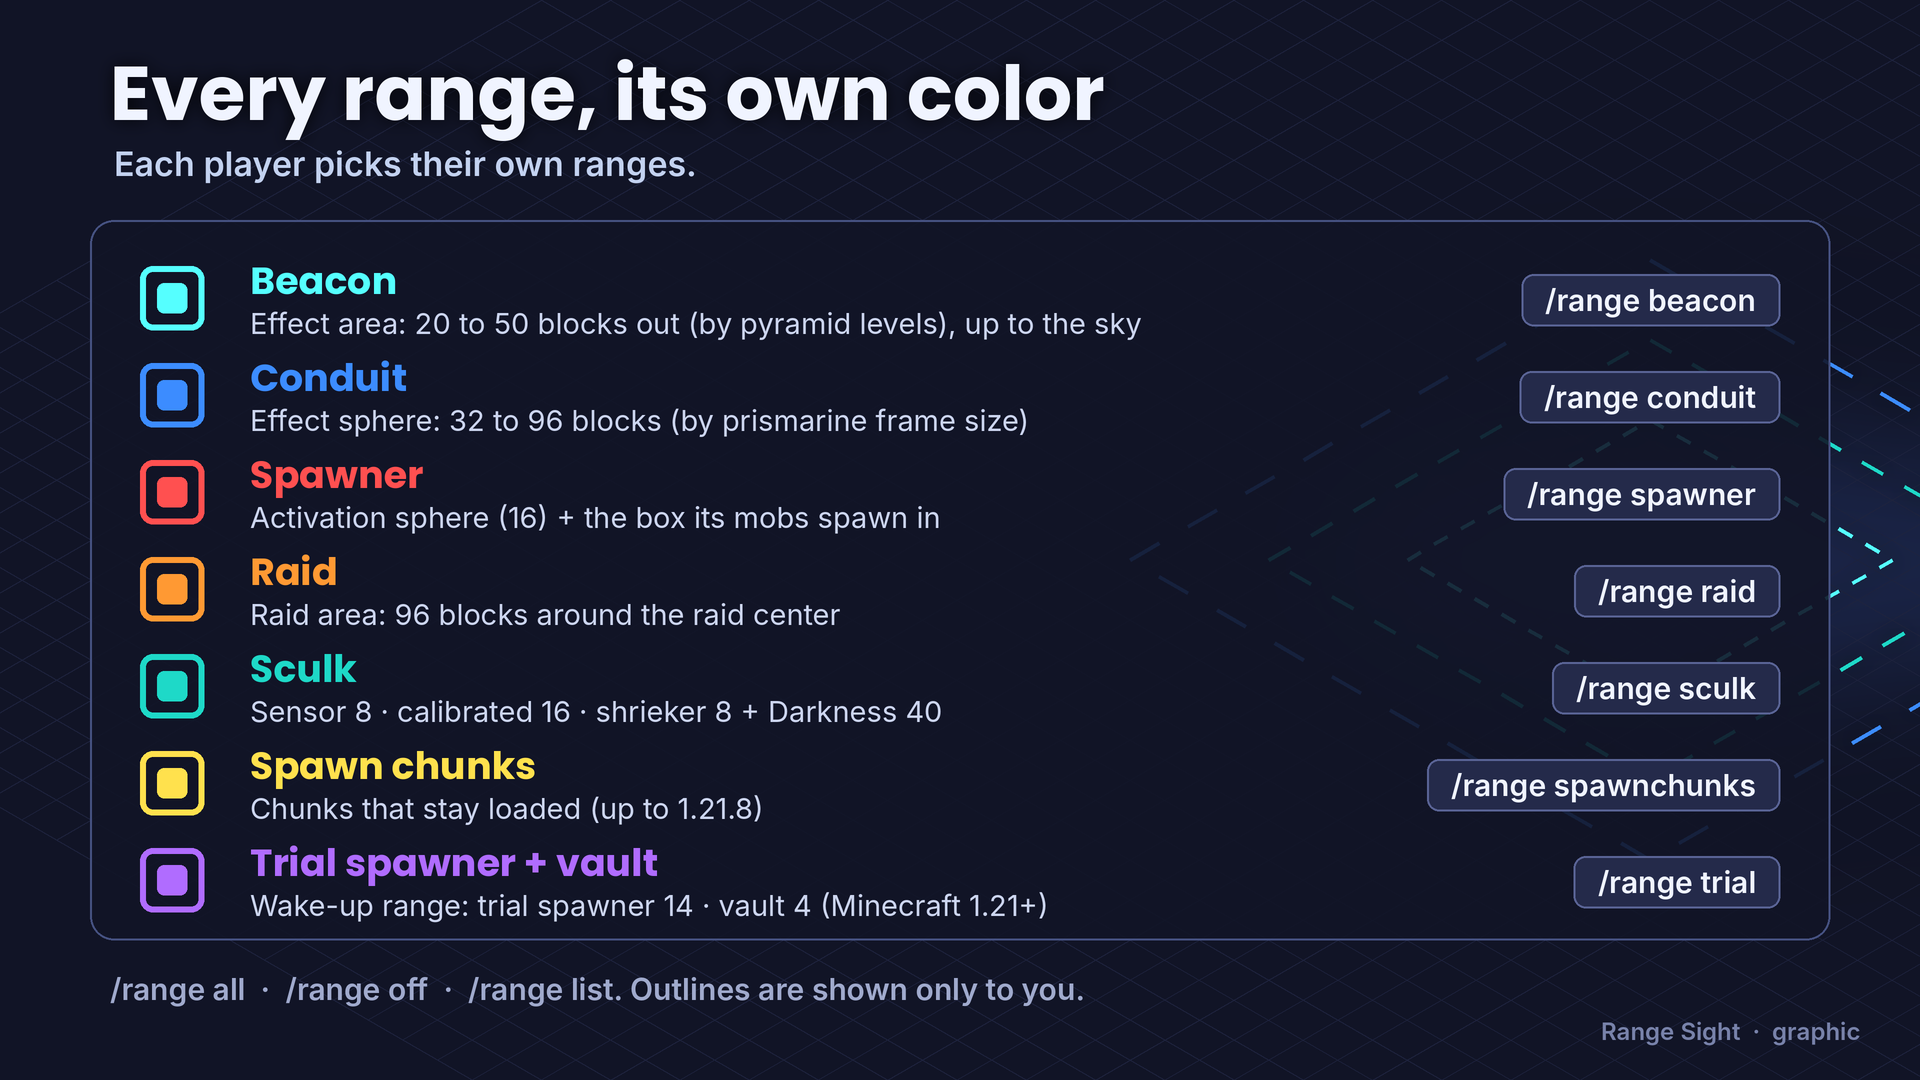 Every range, its own color
Each player picks their own ranges.
Beacon
Effect area: 20 to 50 blocks out (by pyramid levels), up to the sky
/range beacon
Conduit
Effect sphere: 32 to 96 blocks (by prismarine frame size)
/range conduit
Spawner
Activation sphere (16) + the box its mobs spawn in
/range spawner
Raid
Raid area: 96 blocks around the raid center
/range raid
Sculk
Sensor 8 · calibrated 16 · shrieker 8 + Darkness 40
/range sculk
Spawn chunks
Chunks that stay loaded (up to 1.21.8)
/range spawnchunks
Trial spawner + vault
Wake-up range: trial spawner 14 · vault 4 (Minecraft 1.21+)
/range trial
/range all · /range off · /range list. Outlines are shown only to you.
Range Sight · graphic